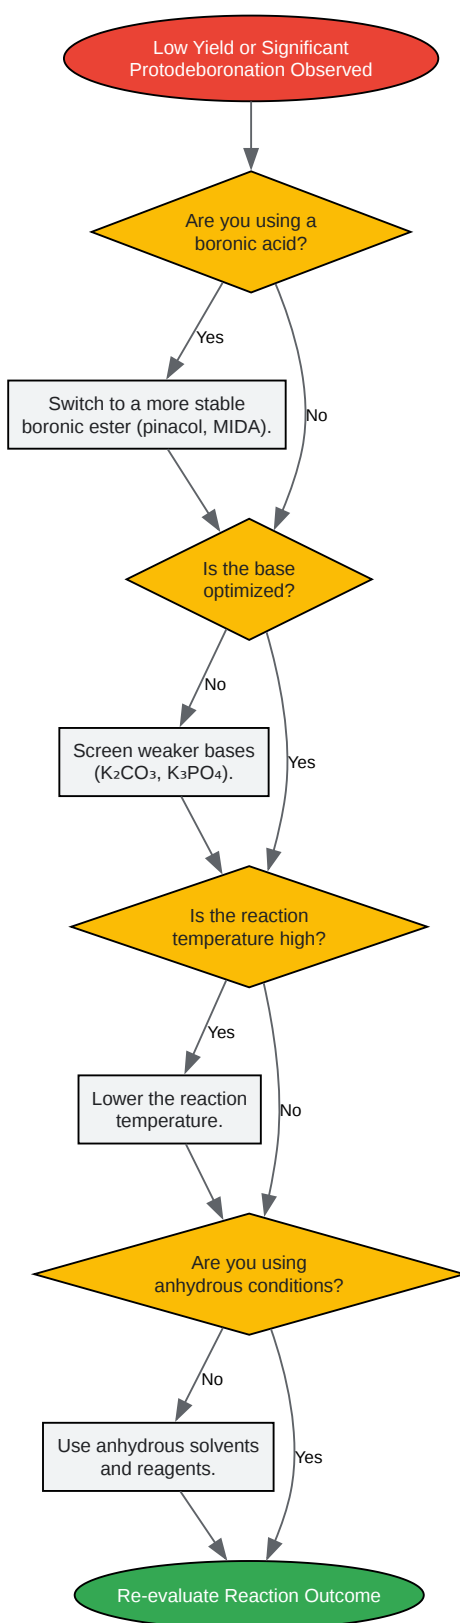 Low Yield or Significant
Protodeboronation Observed
Are you using a
boronic acid?
Yes
Switch to a more stable
boronic ester (pinacol, MIDA).
No
Is the base
optimized?
No
Screen weaker bases
(K₂CO₃, K₃PO₄).
Yes
Is the reaction
temperature high?
Yes
Lower the reaction
temperature.
No
Are you using
anhydrous conditions?
No
Use anhydrous solvents
and reagents.
Yes
Re-evaluate Reaction Outcome